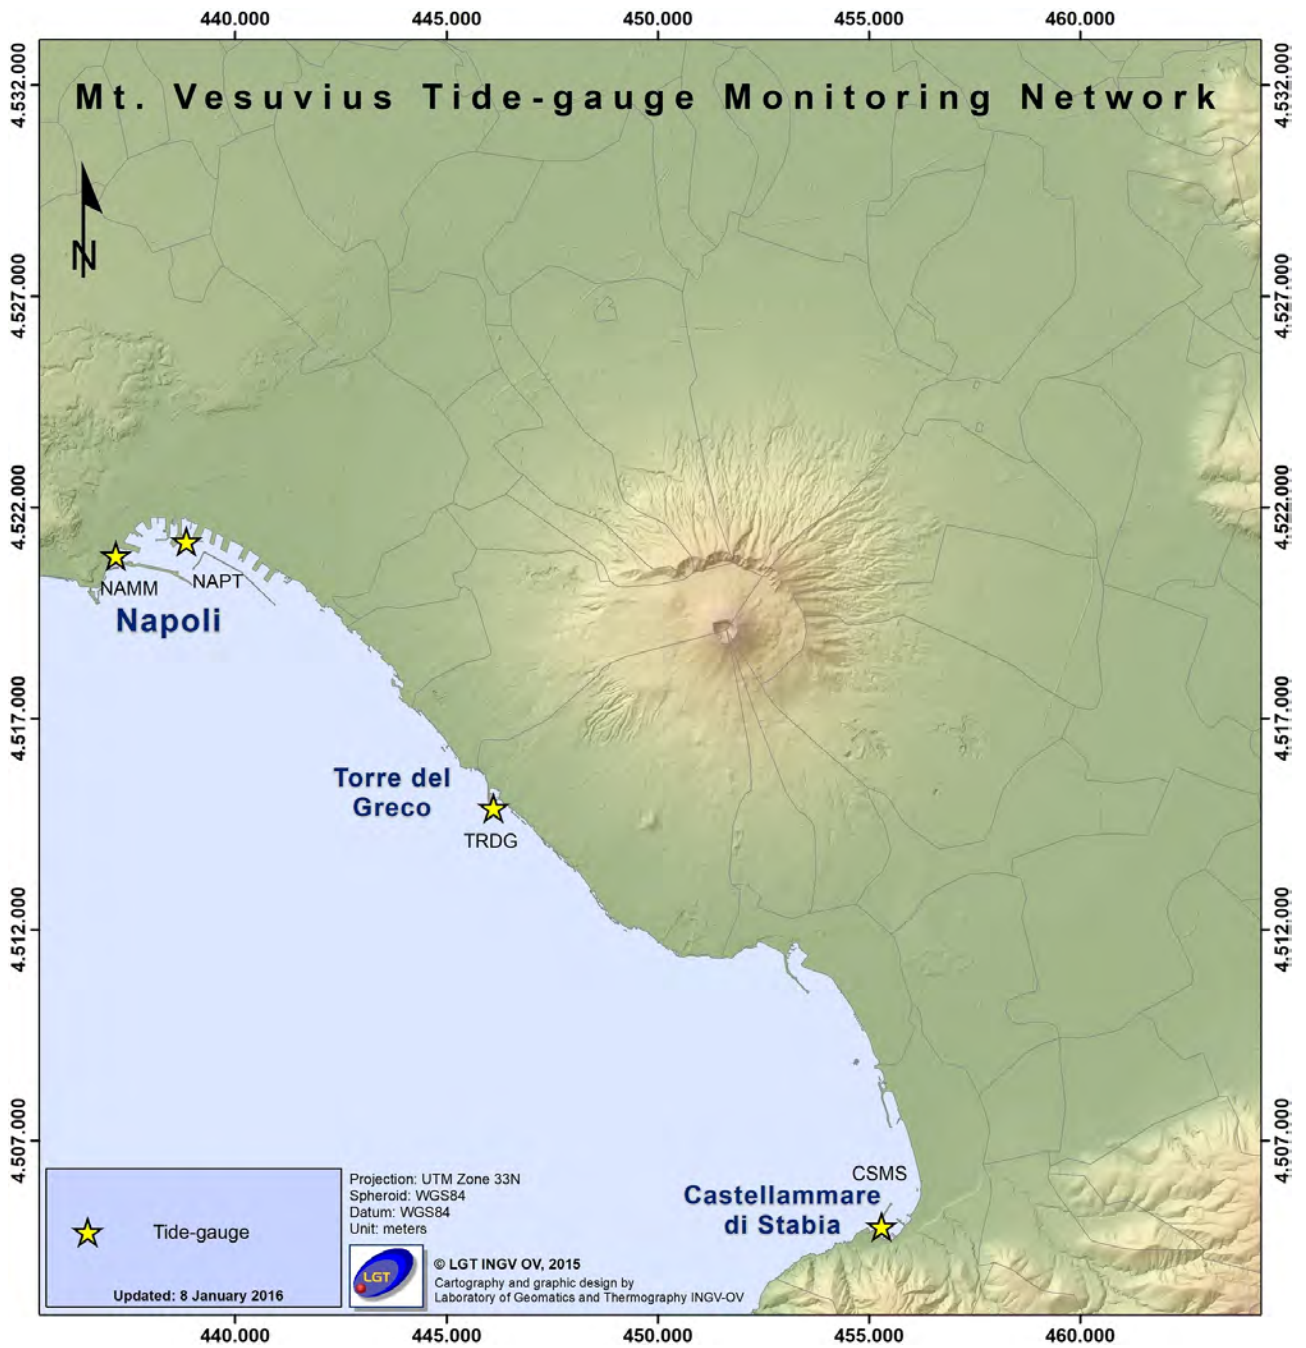 440.000 445.000 450.000 455.000 460.000
4.532.000 4.532.000
Mt. Vesuvius Tide-gauge Monitoring Network
N
4.527.000 4.527.000
4.522.000 4.522.000
NAMM NAPT
Napoli
4.517.000 4.517.000
Torre del
Greco
TRDG
4.512.000 4.512.000
4.507.000 4.507.000
CSMS
Castellammare
di Stabia
Tide-gauge
Updated: 8 January 2016
Projection: UTM Zone 33N
Spheroid: WGS84
Datum: WGS84
Unit: meters
LGT
© LGT INGV OV, 2015
Cartography and graphic design by
Laboratory of Geomatics and Thermography INGV-OV
440.000 445.000 450.000 455.000 460.000